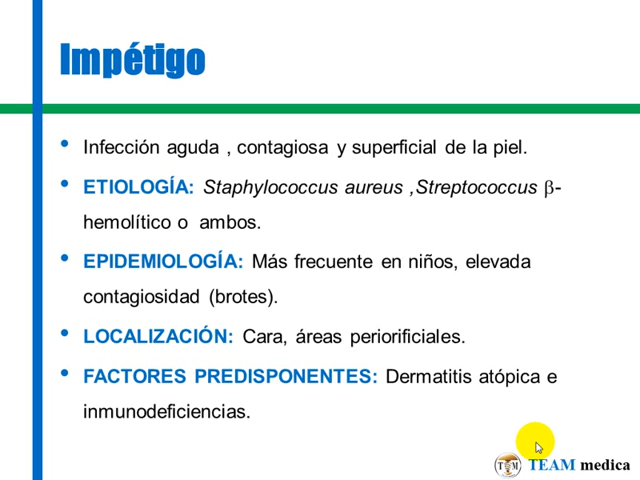 Impétigo
• Infección aguda , contagiosa y superficial de la piel.
• ETIOLOGÍA: Staphylococcus aureus ,Streptococcus β-
hemolítico o ambos.
• EPIDEMIOLOGÍA: Más frecuente en niños, elevada
contagiosidad (brotes).
• LOCALIZACIÓN: Cara, áreas periorificiales.
• FACTORES PREDISPONENTES: Dermatitis atópica e
inmunodeficiencias.
TEAM medica